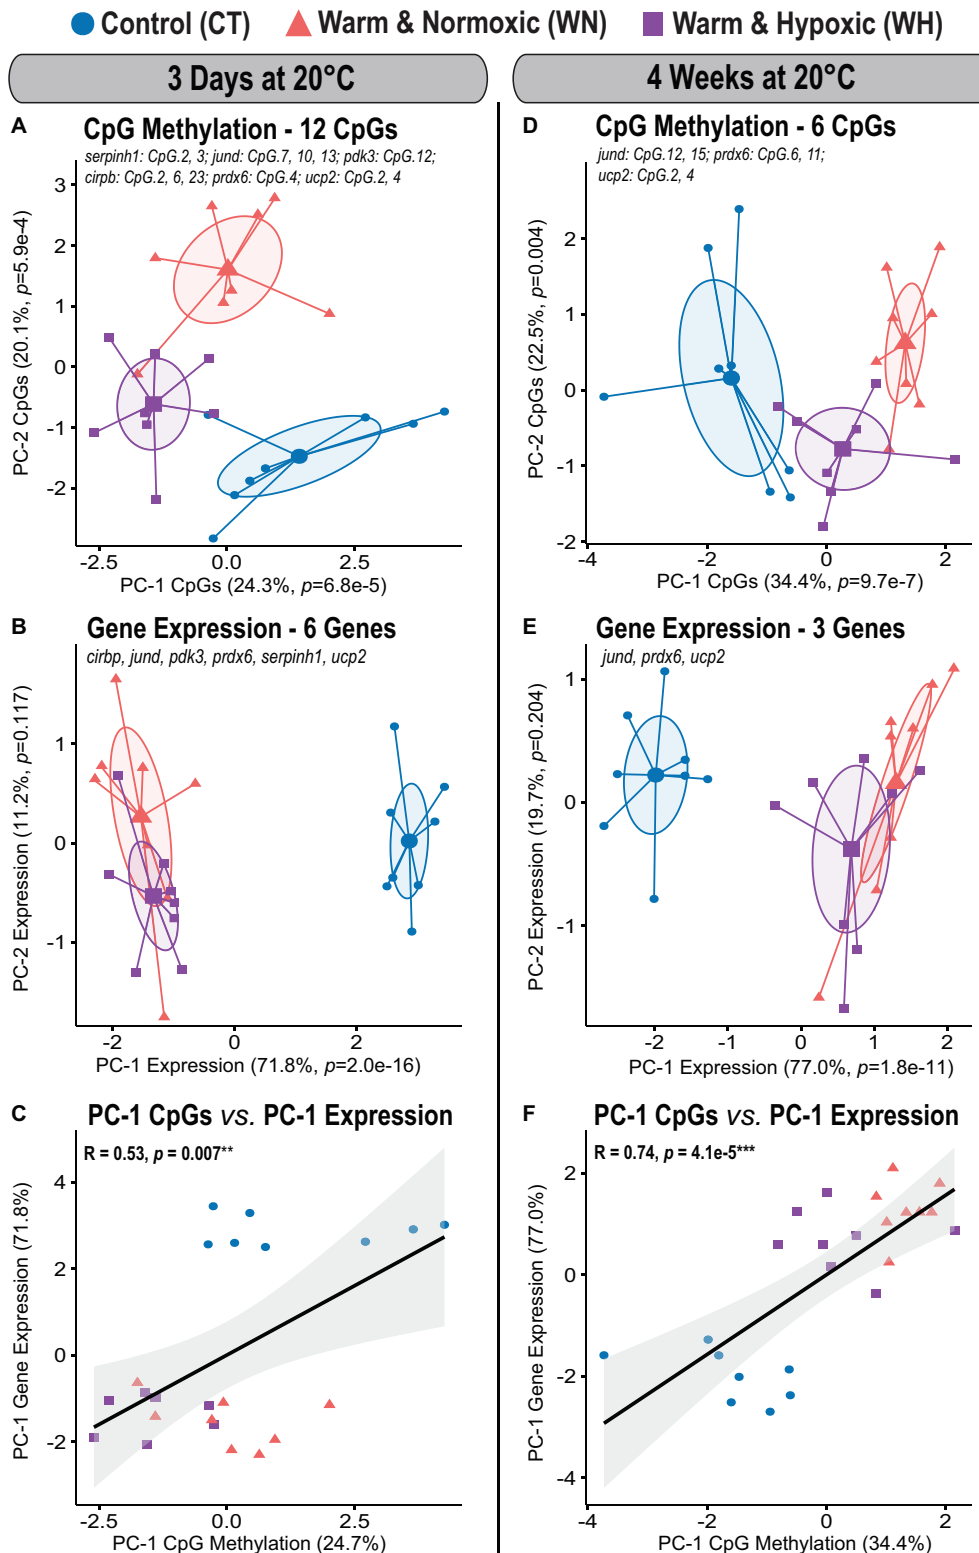 Control (CT) Warm & Normoxic (WN) Warm & Hypoxic (WH)
3 Days at 20°C
4 Weeks at 20°C
A
CpG Methylation - 12 CpGs
serpinh1: CpG.2, 3; jund: CpG.7, 10, 13; pdk3: CpG.12;
cirpb: CpG.2, 6, 23; prdx6: CpG.4; ucp2: CpG.2, 4
PC-2 CpGs (20.1%, p=5.9e-4)
3
2
1
0
-1
-2
-2.5 0.0 2.5
PC-1 CpGs (24.3%, p=6.8e-5)
D
CpG Methylation - 6 CpGs
jund: CpG.12, 15; prdx6: CpG.6, 11;
ucp2: CpG.2, 4
PC-2 CpGs (22.5%, p=0.004)
2
1
0
-1
-2
-4 -2 0 2
PC-1 CpGs (34.4%, p=9.7e-7)
B
Gene Expression - 6 Genes
cirbp, jund, pdk3, prdx6, serpinh1, ucp2
PC-2 Expression (11.2%, p=0.117)
1
0
-1
-2 0 2
PC-1 Expression (71.8%, p=2.0e-16)
E
Gene Expression - 3 Genes
jund, prdx6, ucp2
PC-2 Expression (19.7%, p=0.204)
1
0
-1
-2 -1 0 1 2
PC-1 Expression (77.0%, p=1.8e-11)
C
PC-1 CpGs vs. PC-1 Expression
R = 0.53, p = 0.007**
PC-1 Gene Expression (71.8%)
4
2
0
-2
-2.5 0.0 2.5
PC-1 CpG Methylation (24.7%)
F
PC-1 CpGs vs. PC-1 Expression
R = 0.74, p = 4.1e-5***
PC-1 Gene Expression (77.0%)
2
0
-2
-4
-4 -2 0 2
PC-1 CpG Methylation (34.4%)